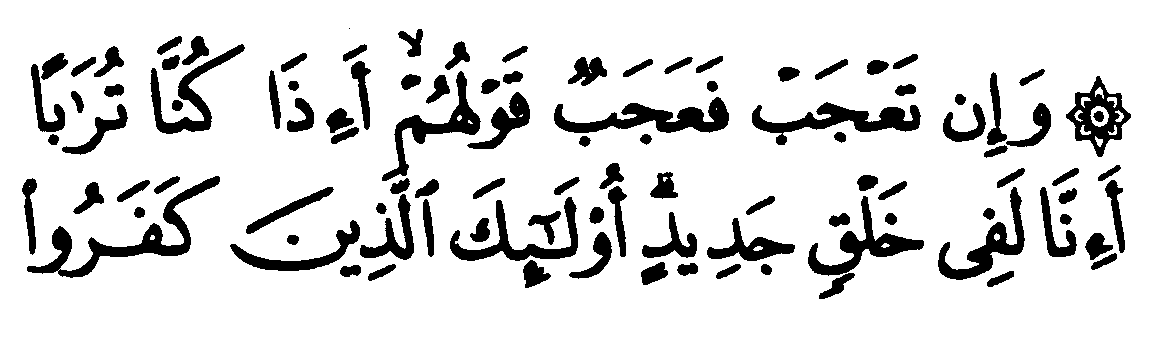 ۞ وَإِن تَعۡجَبۡ فَعَجَبٞ قَوۡلُهُمۡ أَءِذَا كُنَّا تُرَٰبًا
أَءِنَّا لَفِي خَلۡقٖ جَدِيدٍۗ أُوْلَٰٓئِكَ ٱلَّذِينَ كَفَرُواْ